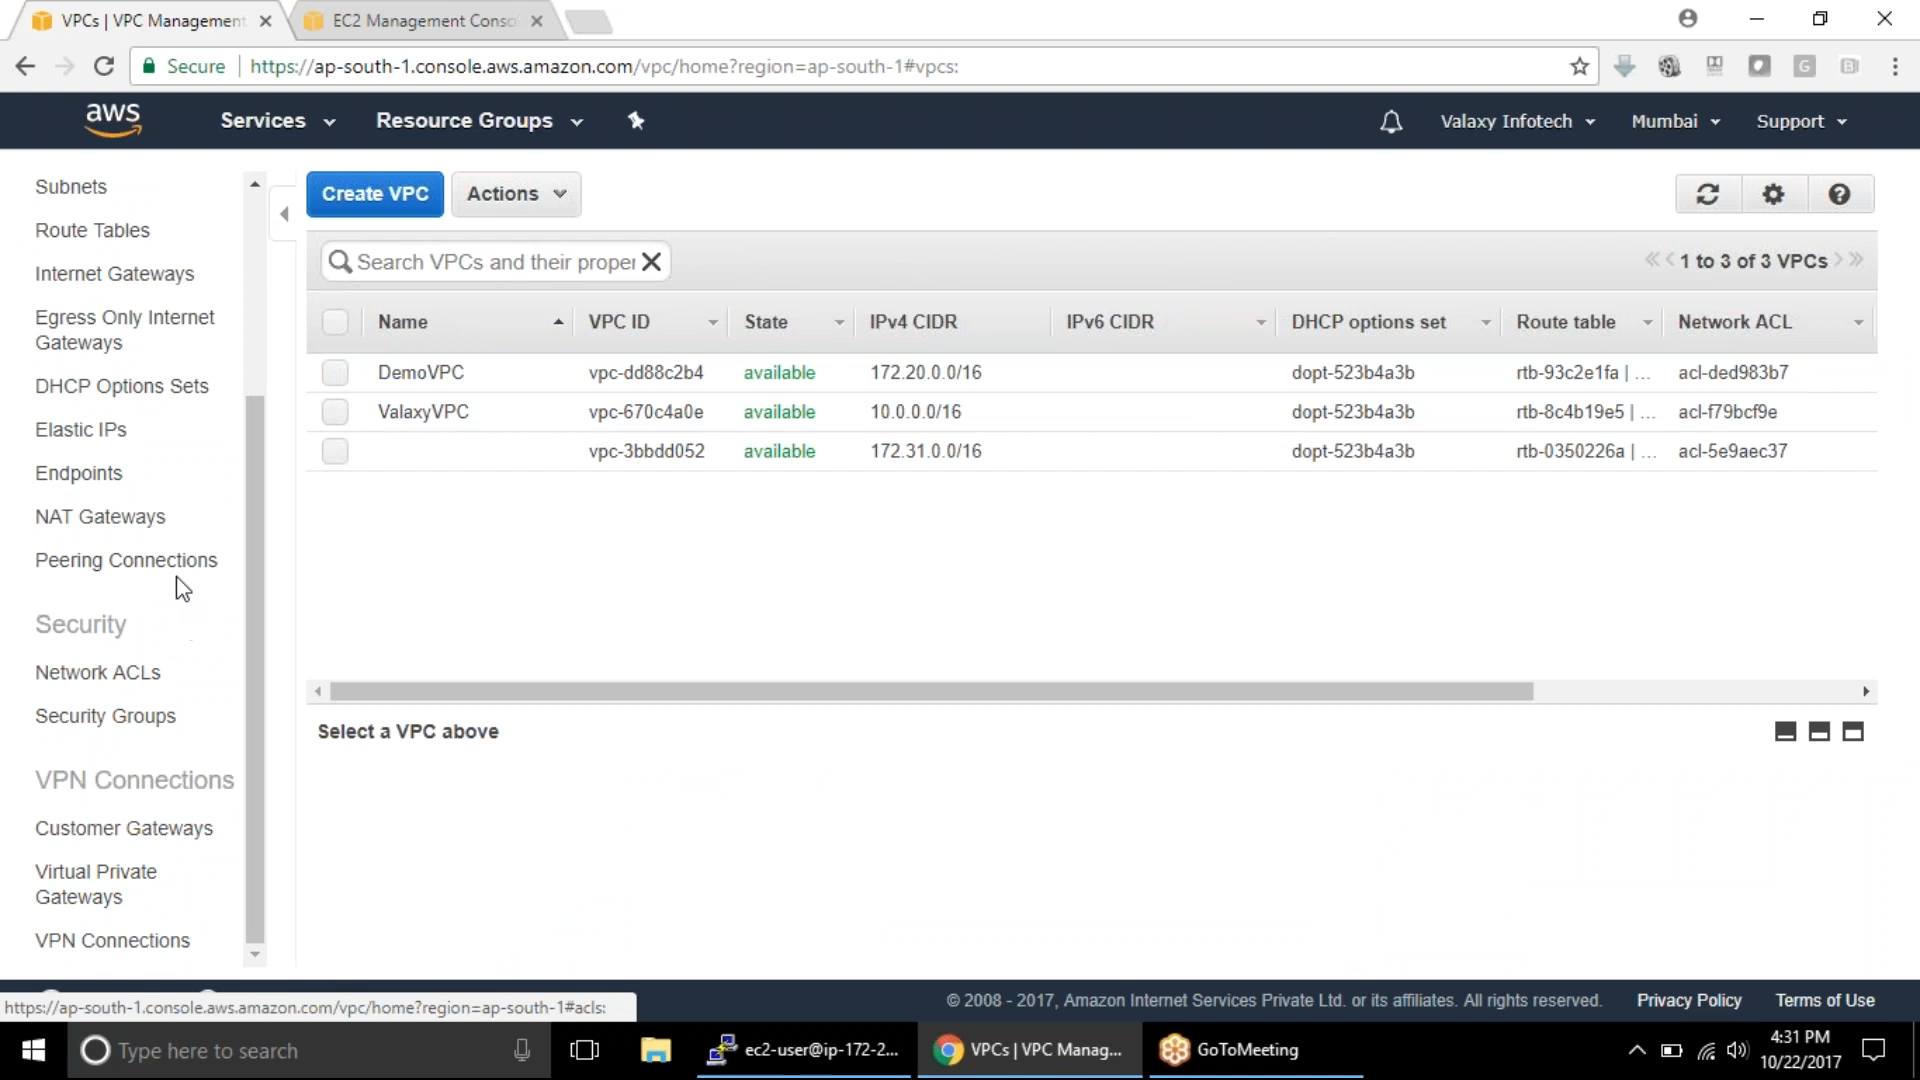 VPCs | VPC Management
EC2 Management Conso
Secure
https://ap-south-1.console.aws.amazon.com/vpc/home?region=ap-south-1#vpcs:
aws
Services
Resource Groups
Valaxy Infotech
Mumbai
Support
Subnets
Route Tables
Internet Gateways
Egress Only Internet
Gateways
DHCP Options Sets
Elastic IPs
Endpoints
NAT Gateways
Peering Connections
Security
Network ACLs
Security Groups
VPN Connections
Customer Gateways
Virtual Private
Gateways
VPN Connections
Create VPC
Actions
Search VPCs and their proper
1 to 3 of 3 VPCs
Name VPC ID State IPv4 CIDR IPv6 CIDR DHCP options set Route table Network ACL
DemoVPC vpc-dd88c2b4 available 172.20.0.0/16 dopt-523b4a3b rtb-93c2e1fa | ... acl-ded983b7
ValaxyVPC vpc-670c4a0e available 10.0.0.0/16 dopt-523b4a3b rtb-8c4b19e5 | ... acl-f79bcf9e
vpc-3bbdd052 available 172.31.0.0/16 dopt-523b4a3b rtb-0350226a | ... acl-5e9aec37
Select a VPC above
https://ap-south-1.console.aws.amazon.com/vpc/home?region=ap-south-1#acls:
© 2008 - 2017, Amazon Internet Services Private Ltd. or its affiliates. All rights reserved.
Privacy Policy
Terms of Use
Type here to search
ec2-user@ip-172-2...
VPCs | VPC Manag...
GoToMeeting
4:31 PM
10/22/2017